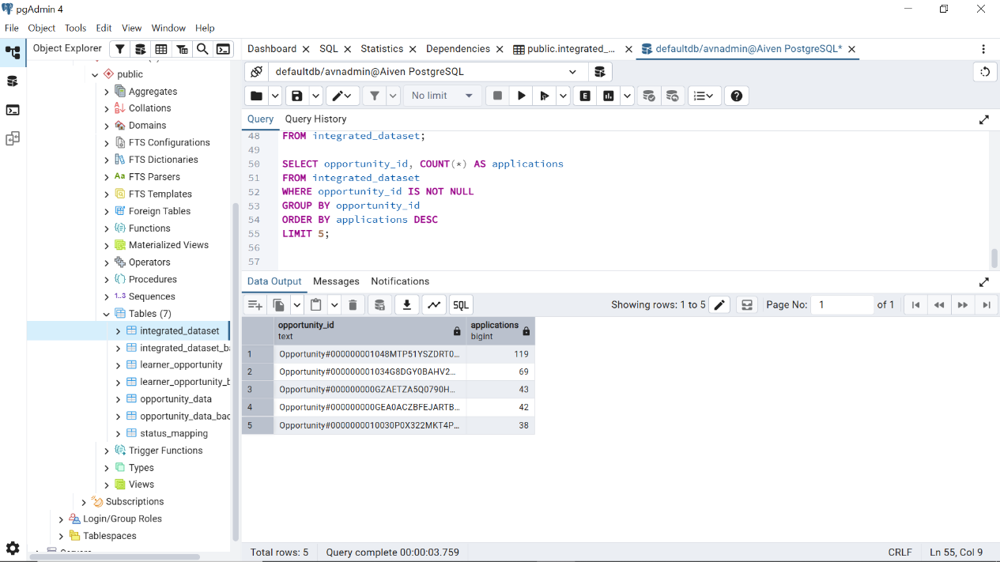 pgAdmin 4
File Object Tools Edit View Window Help
Object Explorer
Dashboard SQL Statistics Dependencies public.integrated_... defaultdb/avnadmin@Aiven PostgreSQL*
public
Aggregates
Collations
Domains
FTS Configurations
FTS Dictionaries
Aa FTS Parsers
FTS Templates
Foreign Tables
Functions
Materialized Views
Operators
Procedures
1..3 Sequences
Tables (7)
integrated_dataset
integrated_dataset_ba
learner_opportunity
learner_opportunity_b
opportunity_data
opportunity_data_bac
status_mapping
Trigger Functions
Types
Views
Subscriptions
Login/Group Roles
Tablespaces
defaultdb/avnadmin@Aiven PostgreSQL
No limit
E
Query Query History
48 FROM integrated_dataset;
49
50 SELECT opportunity_id, COUNT(*) AS applications
51 FROM integrated_dataset
52 WHERE opportunity_id IS NOT NULL
53 GROUP BY opportunity_id
54 ORDER BY applications DESC
55 LIMIT 5;
56
57
Data Output Messages Notifications
SQL Showing rows: 1 to 5 Page No: 1 of 1
opportunity_id applications
text bigint
1 Opportunity#000000001048MTP51YSZDRT0... 119
2 Opportunity#000000001034G8DGY0BAHV2... 69
3 Opportunity#000000000GZAETZA5Q0790H... 43
4 Opportunity#000000000GEA0ACZBFEJARTB... 42
5 Opportunity#0000000010030P0X322MKT4P... 38
Total rows: 5 Query complete 00:00:03.759 CRLF Ln 55, Col 9